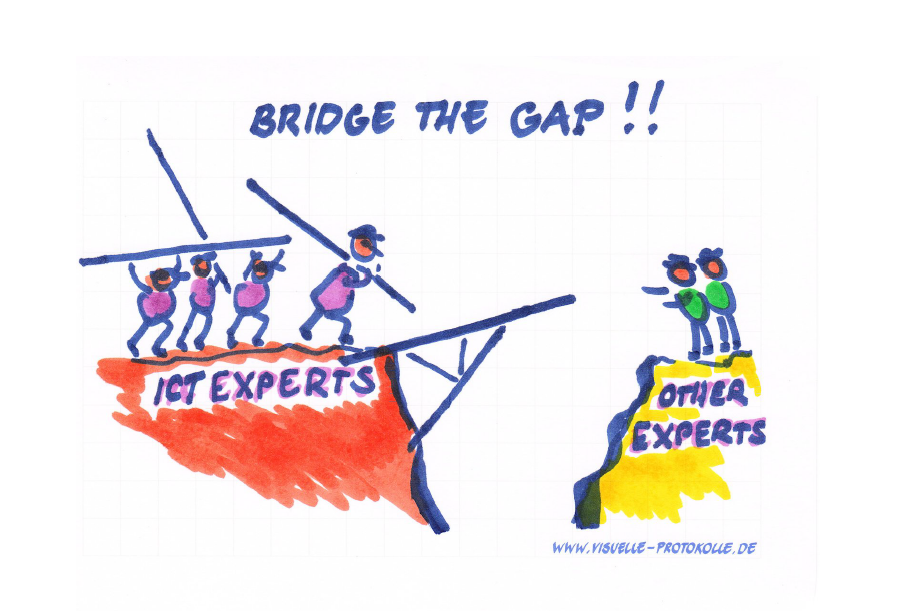 BRIDGE THE GAP !!
ICT EXPERTS
OTHER
EXPERTS
WWW.VISUELLE-PROTOKOLLE.DE